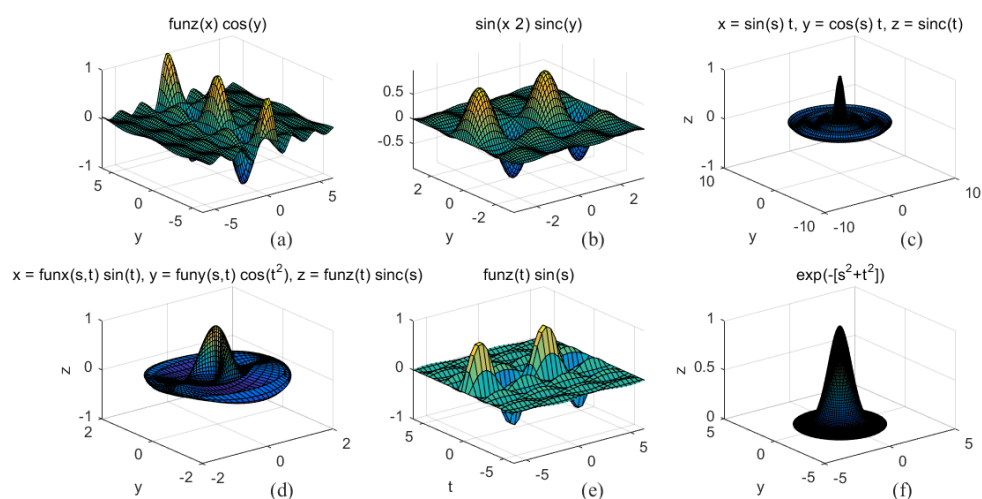 funz(x) cos(y)
1
0
-1
5
0
-5
-5
0
5
y
(a)
sin(x 2) sinc(y)
0.5
0
-0.5
2
0
-2
-2
0
2
y
(b)
x = sin(s) t, y = cos(s) t, z = sinc(t)
1
0
-1
z
10
0
-10
-10
0
10
y
(c)
x = funx(s,t) sin(t), y = funy(s,t) cos(t²), z = funz(t) sinc(s)
1
0
-1
z
2
0
-2
-2
0
2
y
(d)
funz(t) sin(s)
1
0
-1
5
0
-5
-5
0
5
t
(e)
exp(-[s²+t²])
1
0.5
0
z
5
0
-5
-5
0
5
y
(f)